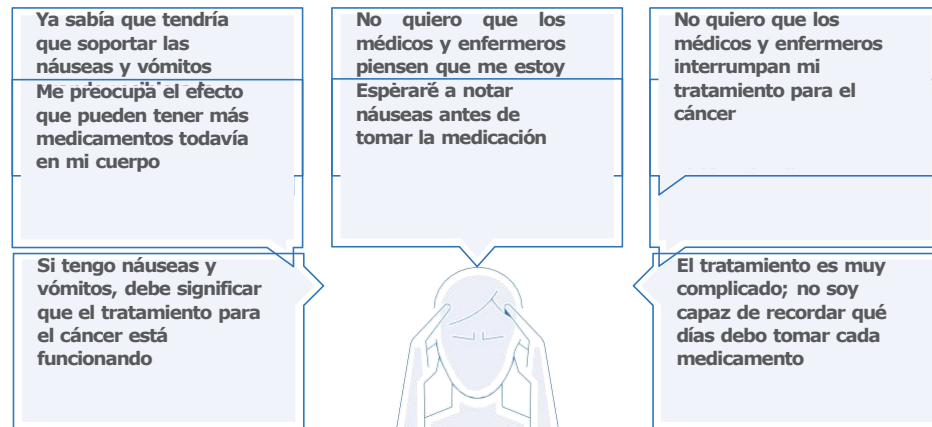 Ya sabía que tendría
que soportar las
náuseas y vómitos
Me preocupa el efecto
que pueden tener más
medicamentos todavía
en mi cuerpo
No quiero que los
médicos y enfermeros
piensen que me estoy
Esperaré a notar
náuseas antes de
tomar la medicación
No quiero que los
médicos y enfermeros
interrumpan mi
tratamiento para el
cáncer
Si tengo náuseas y
vómitos, debe significar
que el tratamiento para
el cáncer está
funcionando
El tratamiento es muy
complicado; no soy
capaz de recordar qué
días debo tomar cada
medicamento